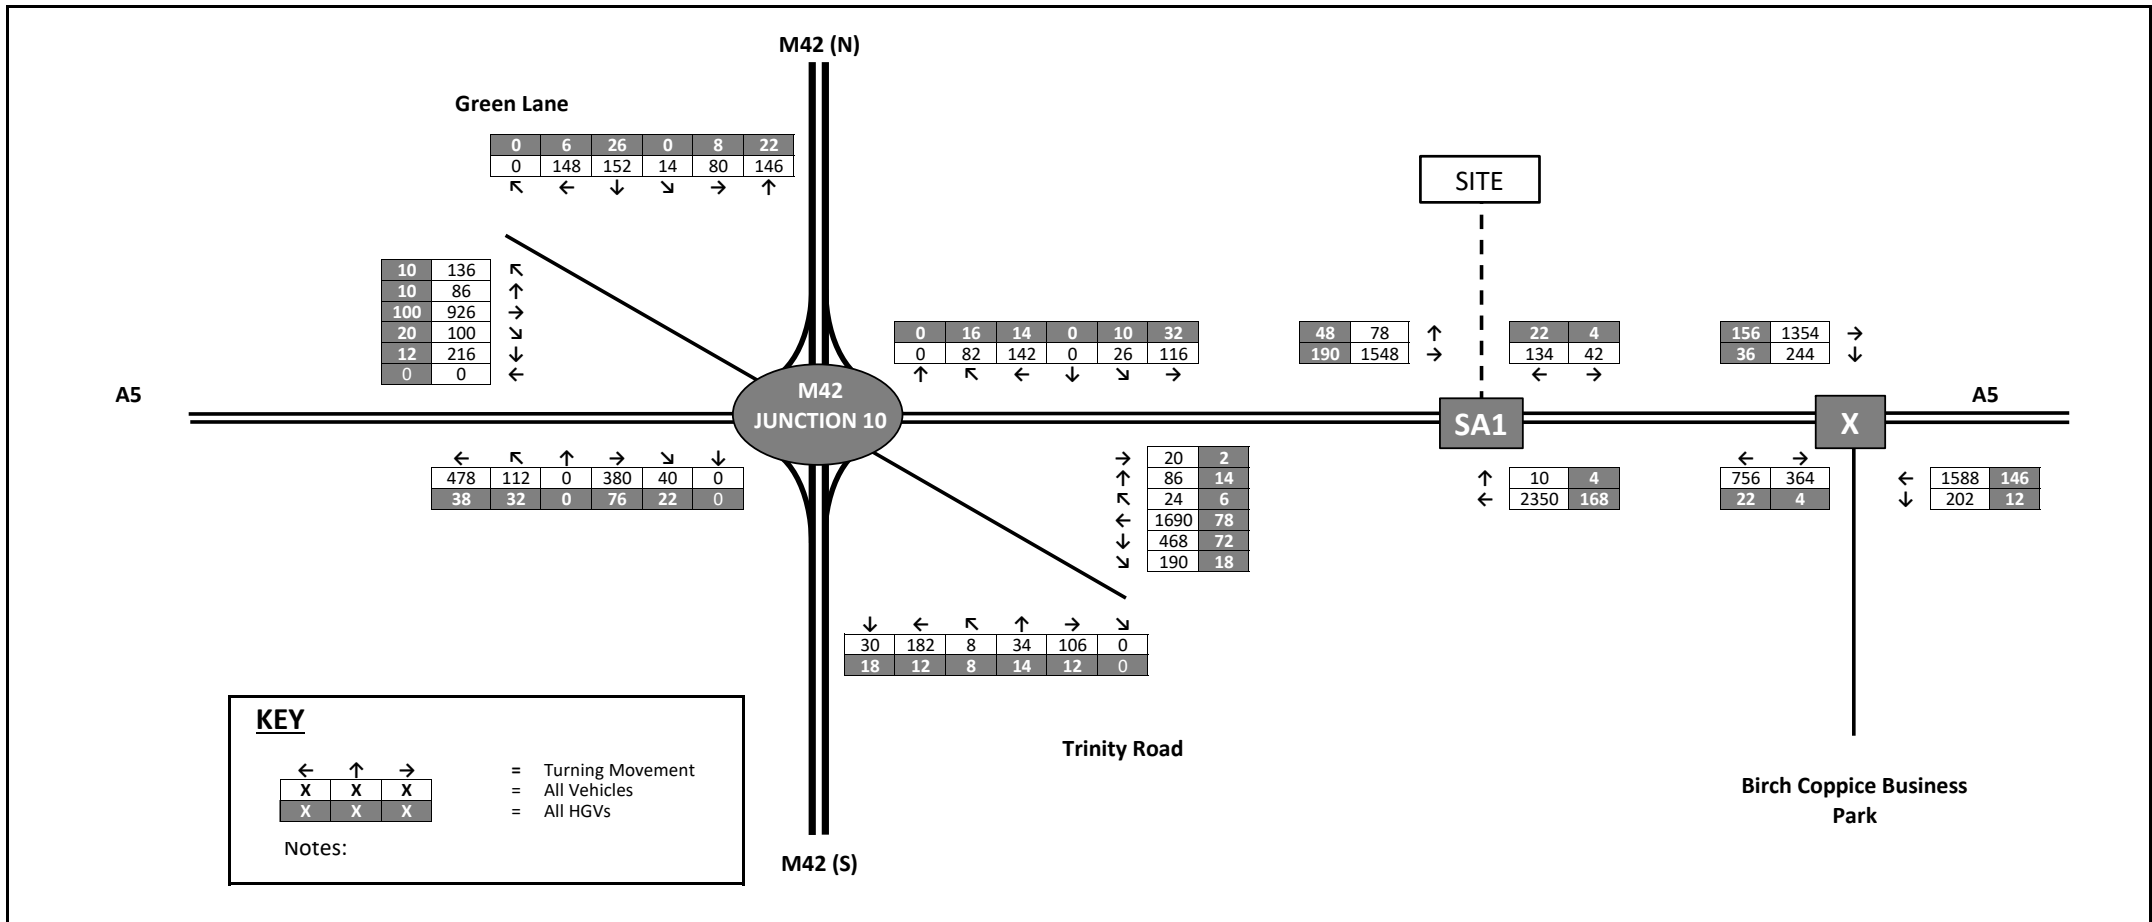 M42 (N)
Green Lane
0 6 26 0 8 22
0 148 152 14 80 146
↖ ← ↓ ↘ → ↑
SITE
10 136 ↖
10 86 ↑
100 926 →
20 100 ↘
12 216 ↓
0 0 ←
0 16 14 0 10 32
0 82 142 0 26 116
↑ ↖ ← ↓ ↘ →
48 78 ↑
190 1548 →
22 4
134 42
← →
156 1354 →
36 244 ↓
A5
M42
JUNCTION 10
SA1
X
A5
← ↖ ↑ → ↘ ↓
478 112 0 380 40 0
38 32 0 76 22 0
→ 20 2
↑ 86 14
↖ 24 6
← 1690 78
↓ 468 72
↘ 190 18
↑ 10 4
← 2350 168
← →
756 364
22 4
← 1588 146
↓ 202 12
↓ ← ↖ ↑ → ↘
30 182 8 34 106 0
18 12 8 14 12 0
KEY
← ↑ → = Turning Movement
X X X = All Vehicles
X X X = All HGVs
Notes:
Trinity Road
Birch Coppice Business
Park
M42 (S)